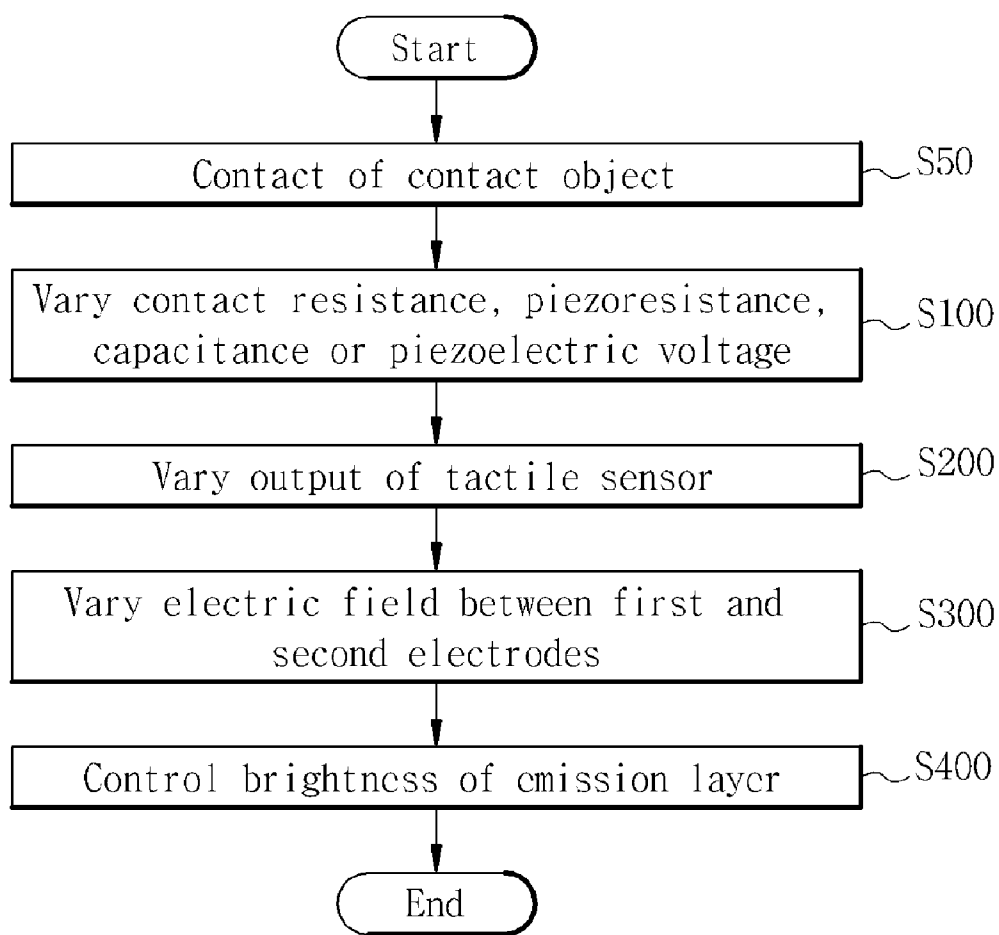 Start
Contact of contact object
S50
Vary contact resistance, piezoresistance,
capacitance or piezoelectric voltage
S100
Vary output of tactile sensor
S200
Vary electric field between first and
second electrodes
S300
Control brightness of emission layer
S400
End